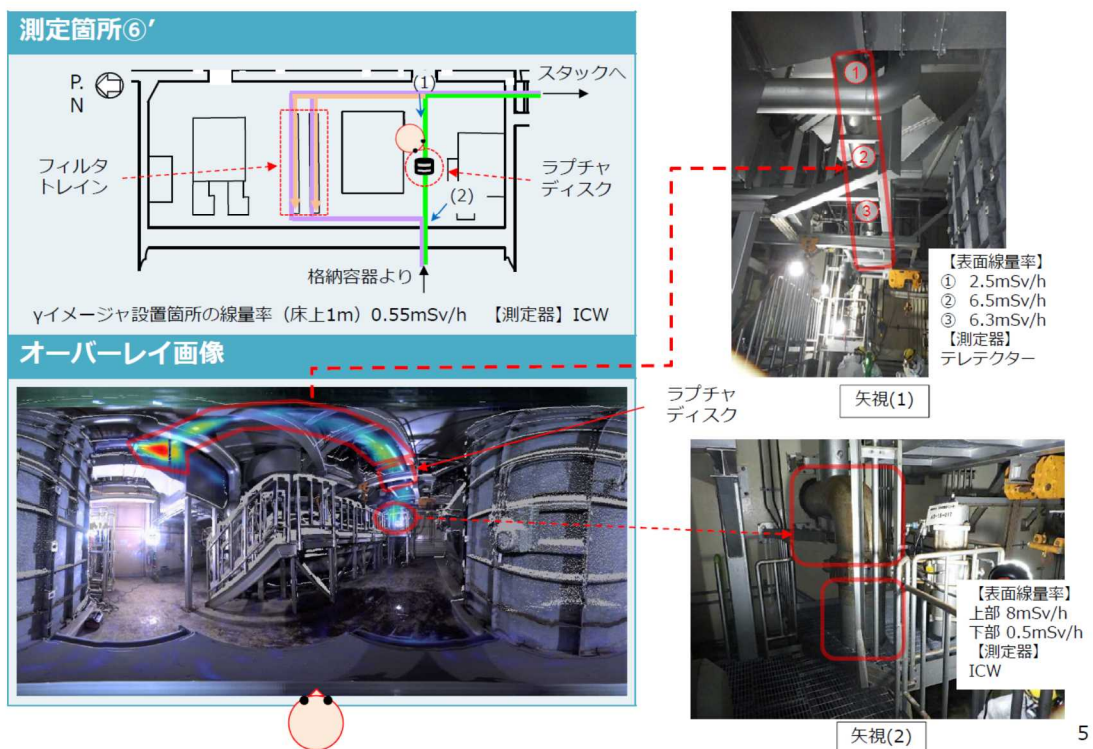 測定箇所⑥’
P.
N
(1)
スタックへ
フィルタ
トレイン
ラプチャ
ディスク
(2)
格納容器より
γイメージャ設置箇所の線量率（床上1m）0.55mSv/h　【測定器】ICW
オーバーレイ画像
ラプチャ
ディスク
①
②
③
【表面線量率】
①　2.5mSv/h
②　6.5mSv/h
③　6.3mSv/h
【測定器】
テレテクター
矢視(1)
【表面線量率】
上部 8mSv/h
下部 0.5mSv/h
【測定器】
ICW
矢視(2)
5